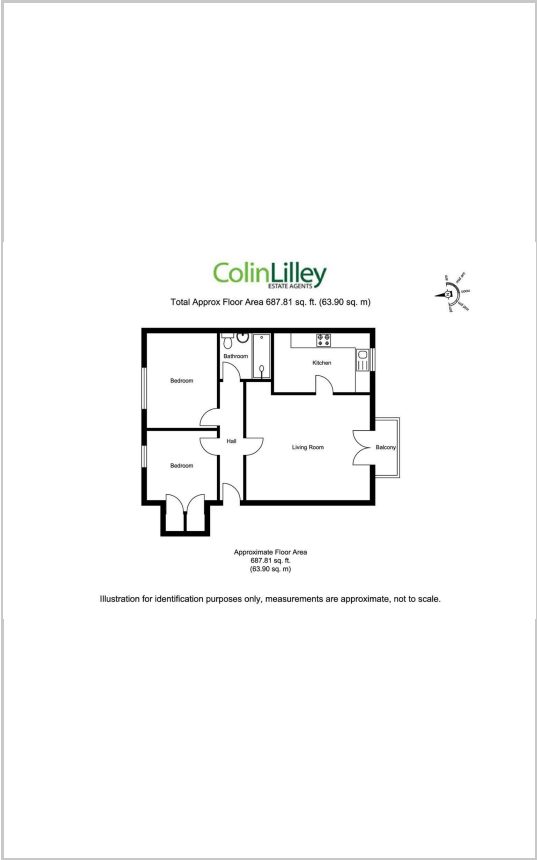 ColinLilley
ESTATE AGENTS
Total Approx Floor Area 687.81 sq. ft. (63.90 sq. m)
Bathroom
Kitchen
Bedroom
Hall
Living Room
Balcony
Bedroom
Approximate Floor Area
687.81 sq. ft.
(63.90 sq. m)
Illustration for identification purposes only, measurements are approximate, not to scale.